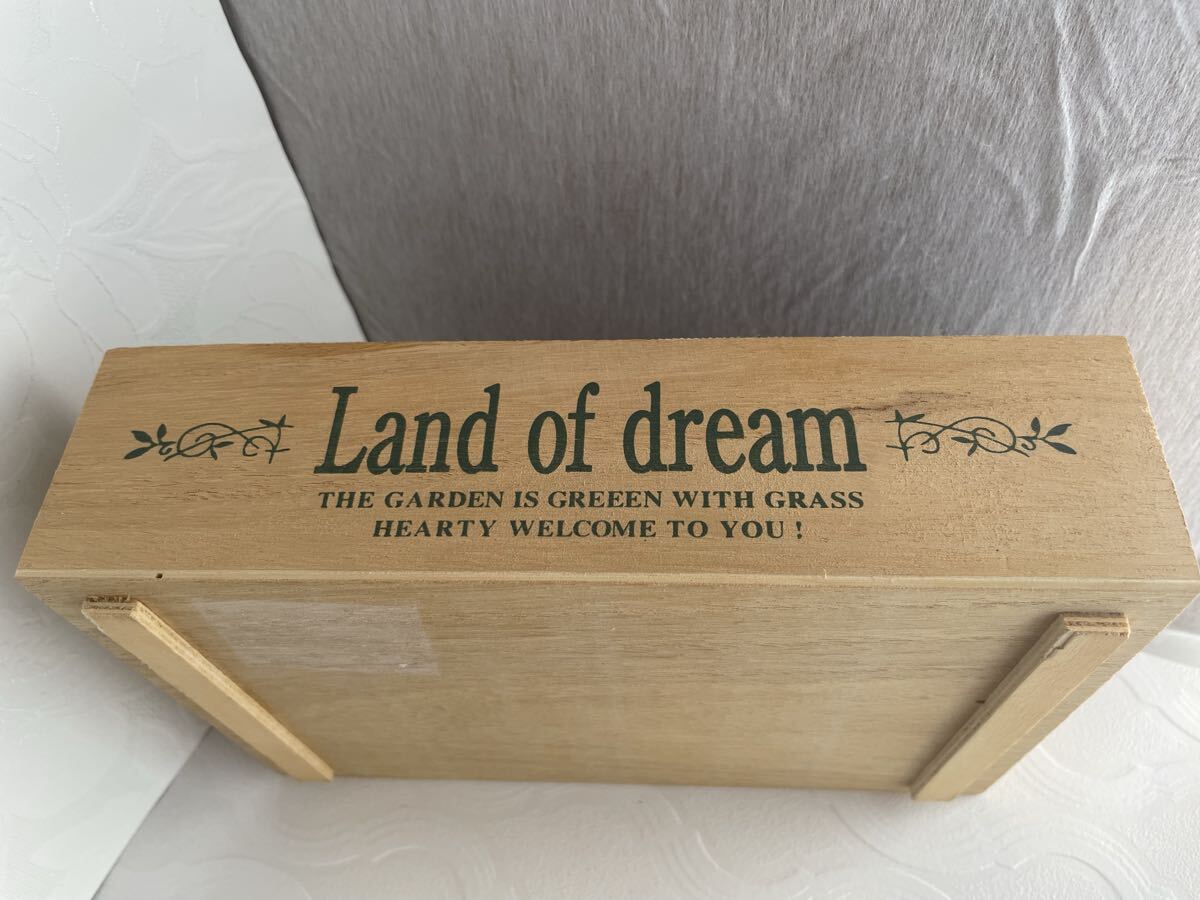 Land of dream
THE GARDEN IS GREEEN WITH GRASS
HEARTY WELCOME TO YOU !